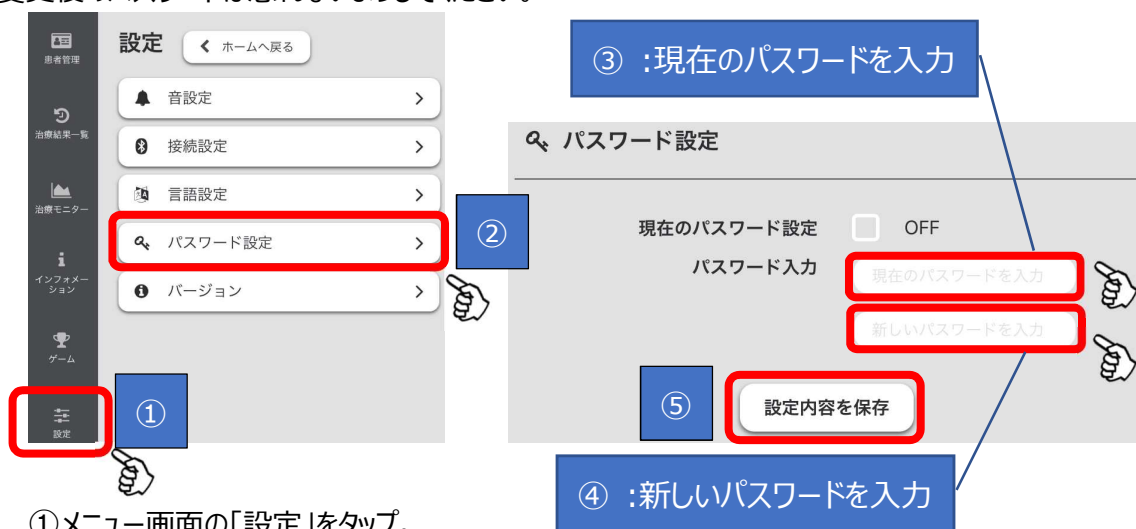 設定
ホームへ戻る
患者管理
治療結果一覧
治療モニター
インフォメー
ション
ゲーム
設定
音設定
接続設定
言語設定
パスワード設定
バージョン
①
②
③ :現在のパスワードを入力
パスワード設定
現在のパスワード設定 OFF
パスワード入力
現在のパスワードを入力
新しいパスワードを入力
⑤
設定内容を保存
④ :新しいパスワードを入力
①メニュー画面の「設定」をタップ。